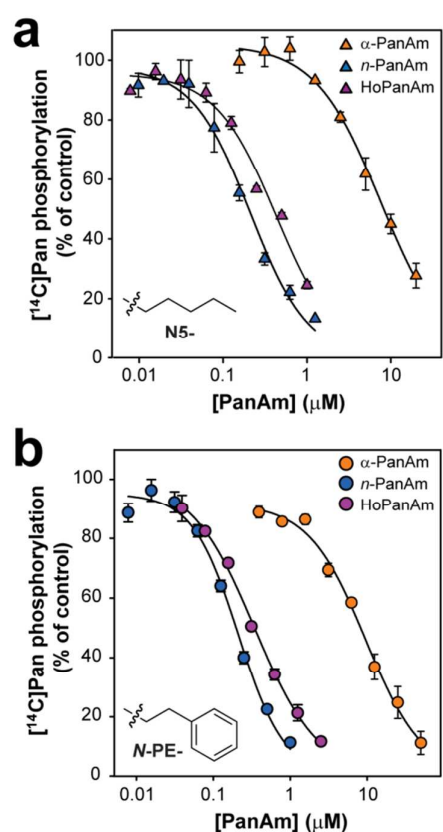 a
α-PanAm
n-PanAm
HoPanAm
[¹⁴C]Pan phosphorylation
(% of control)
100
80
60
40
20
0
N5-
0.01 0.1 1 10
[PanAm] (μM)
b
α-PanAm
n-PanAm
HoPanAm
[¹⁴C]Pan phosphorylation
(% of control)
100
80
60
40
20
0
N-PE-
0.01 0.1 1 10
[PanAm] (μM)